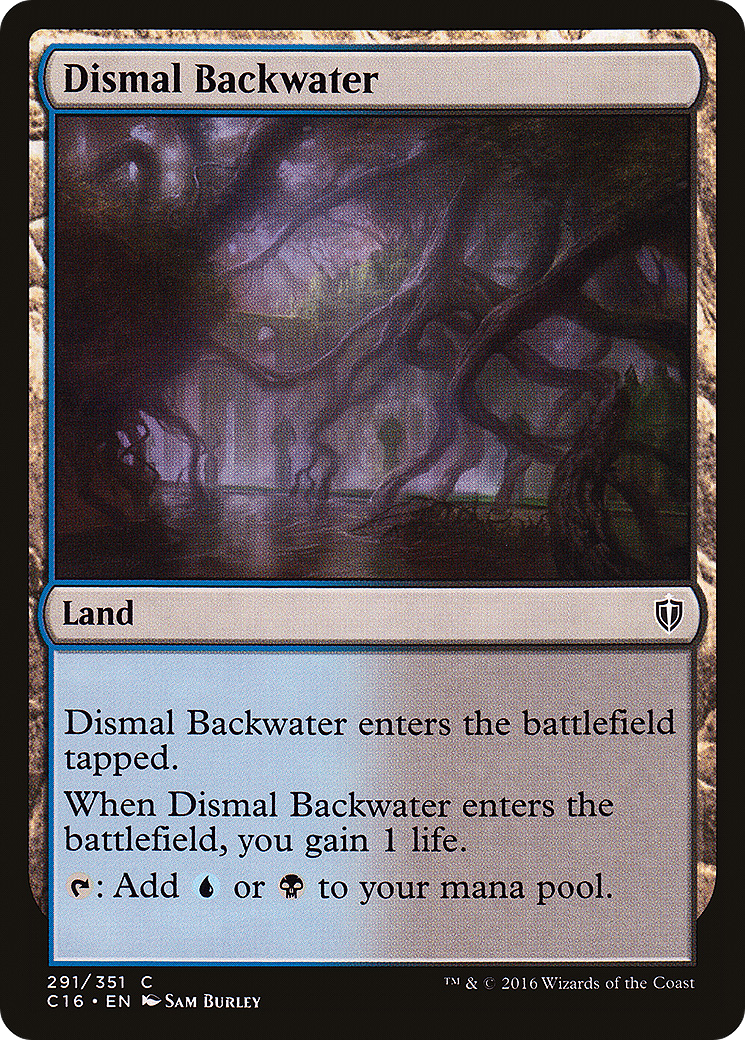 Dismal Backwater
Land
Dismal Backwater enters the battlefield
tapped.
When Dismal Backwater enters the
battlefield, you gain 1 life.
: Add or to your mana pool.
291/351 C
C16 • EN Sam Burley
™ & © 2016 Wizards of the Coast